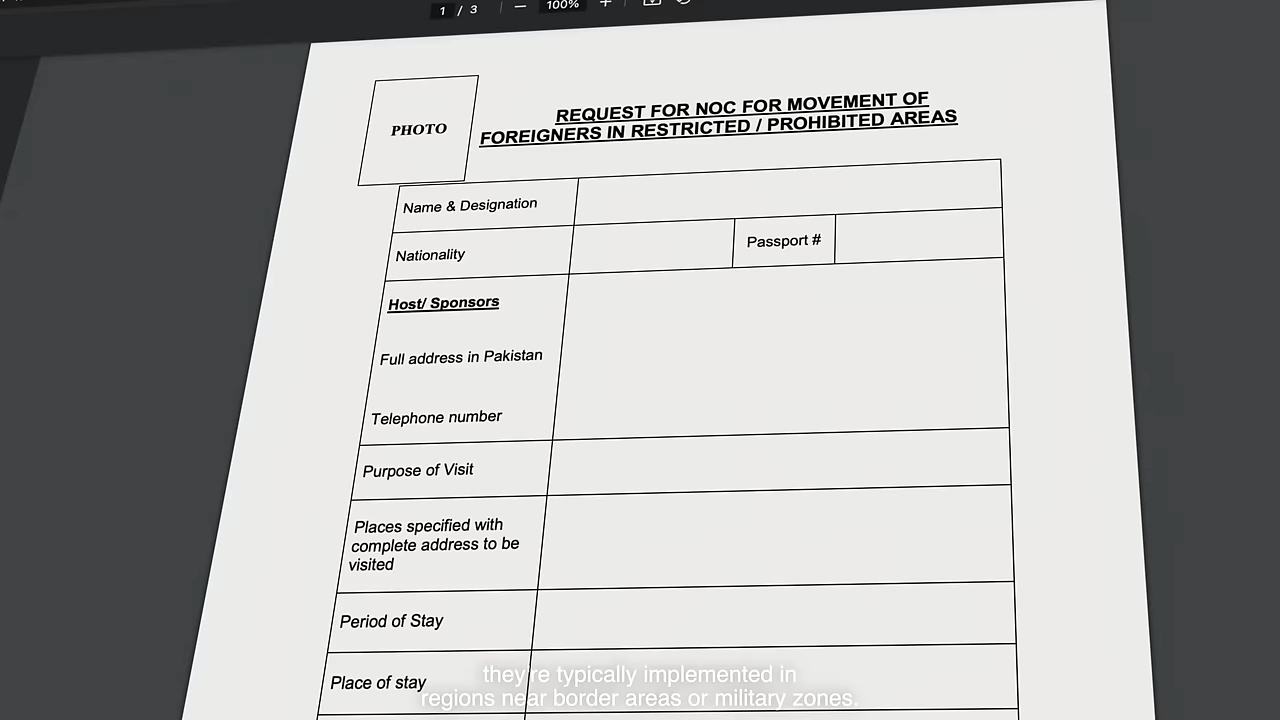 1 / 3
100%
PHOTO
REQUEST FOR NOC FOR MOVEMENT OF
FOREIGNERS IN RESTRICTED / PROHIBITED AREAS
Name & Designation
Nationality
Passport #
Host/ Sponsors
Full address in Pakistan
Telephone number
Purpose of Visit
Places specified with
complete address to be
visited
Period of Stay
Place of stay
they're typically implemented in
regions near border areas or military zones.